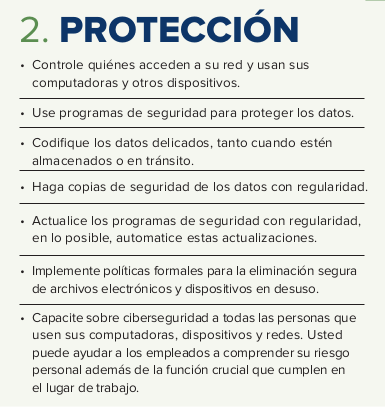 2. PROTECCIÓN
• Controle quiénes acceden a su red y usan sus
computadoras y otros dispositivos.
• Use programas de seguridad para proteger los datos.
• Codifique los datos delicados, tanto cuando estén
almacenados o en tránsito.
• Haga copias de seguridad de los datos con regularidad.
• Actualice los programas de seguridad con regularidad,
en lo posible, automatice estas actualizaciones.
• Implemente políticas formales para la eliminación segura
de archivos electrónicos y dispositivos en desuso.
• Capacite sobre ciberseguridad a todas las personas que
usen sus computadoras, dispositivos y redes. Usted
puede ayudar a los empleados a comprender su riesgo
personal además de la función crucial que cumplen en
el lugar de trabajo.